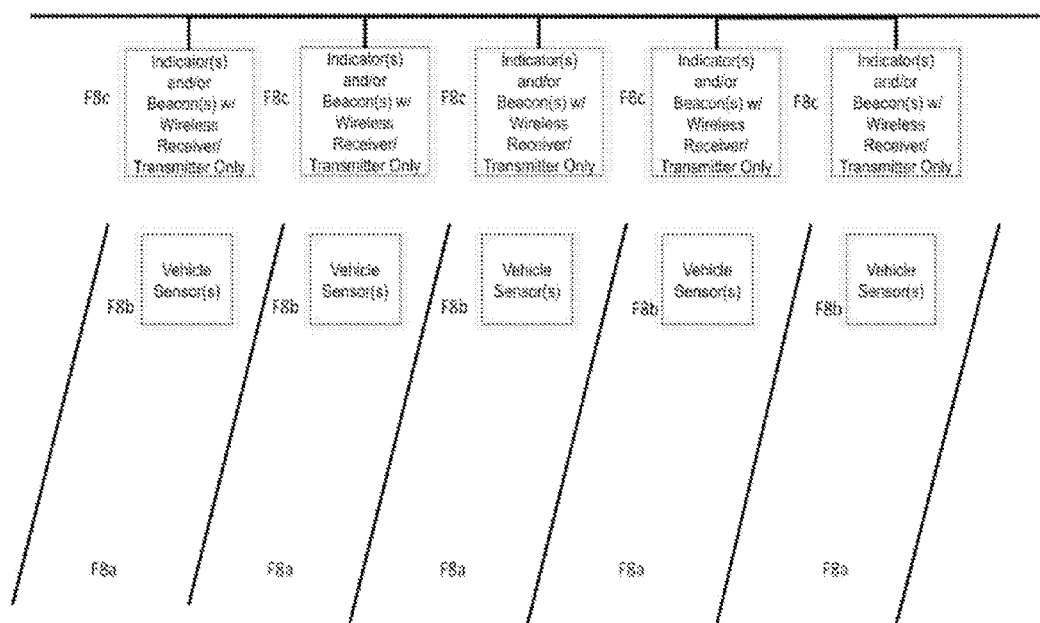 F8c
Indicator(s)
and/or
Beacon(s) w/
Wireless
Receiver/
Transmitter Only
F8c
Indicator(s)
and/or
Beacon(s) w/
Wireless
Receiver/
Transmitter Only
F8c
Indicator(s)
and/or
Beacon(s) w/
Wireless
Receiver/
Transmitter Only
F8c
Indicator(s)
and/or
Beacon(s) w/
Wireless
Receiver/
Transmitter Only
F8c
Indicator(s)
and/or
Beacon(s) w/
Wireless
Receiver/
Transmitter Only
F8b
Vehicle
Sensor(s)
F8b
Vehicle
Sensor(s)
F8b
Vehicle
Sensor(s)
F8b
Vehicle
Sensor(s)
F8b
Vehicle
Sensor(s)
F8a
F8a
F8a
F8a
F8a